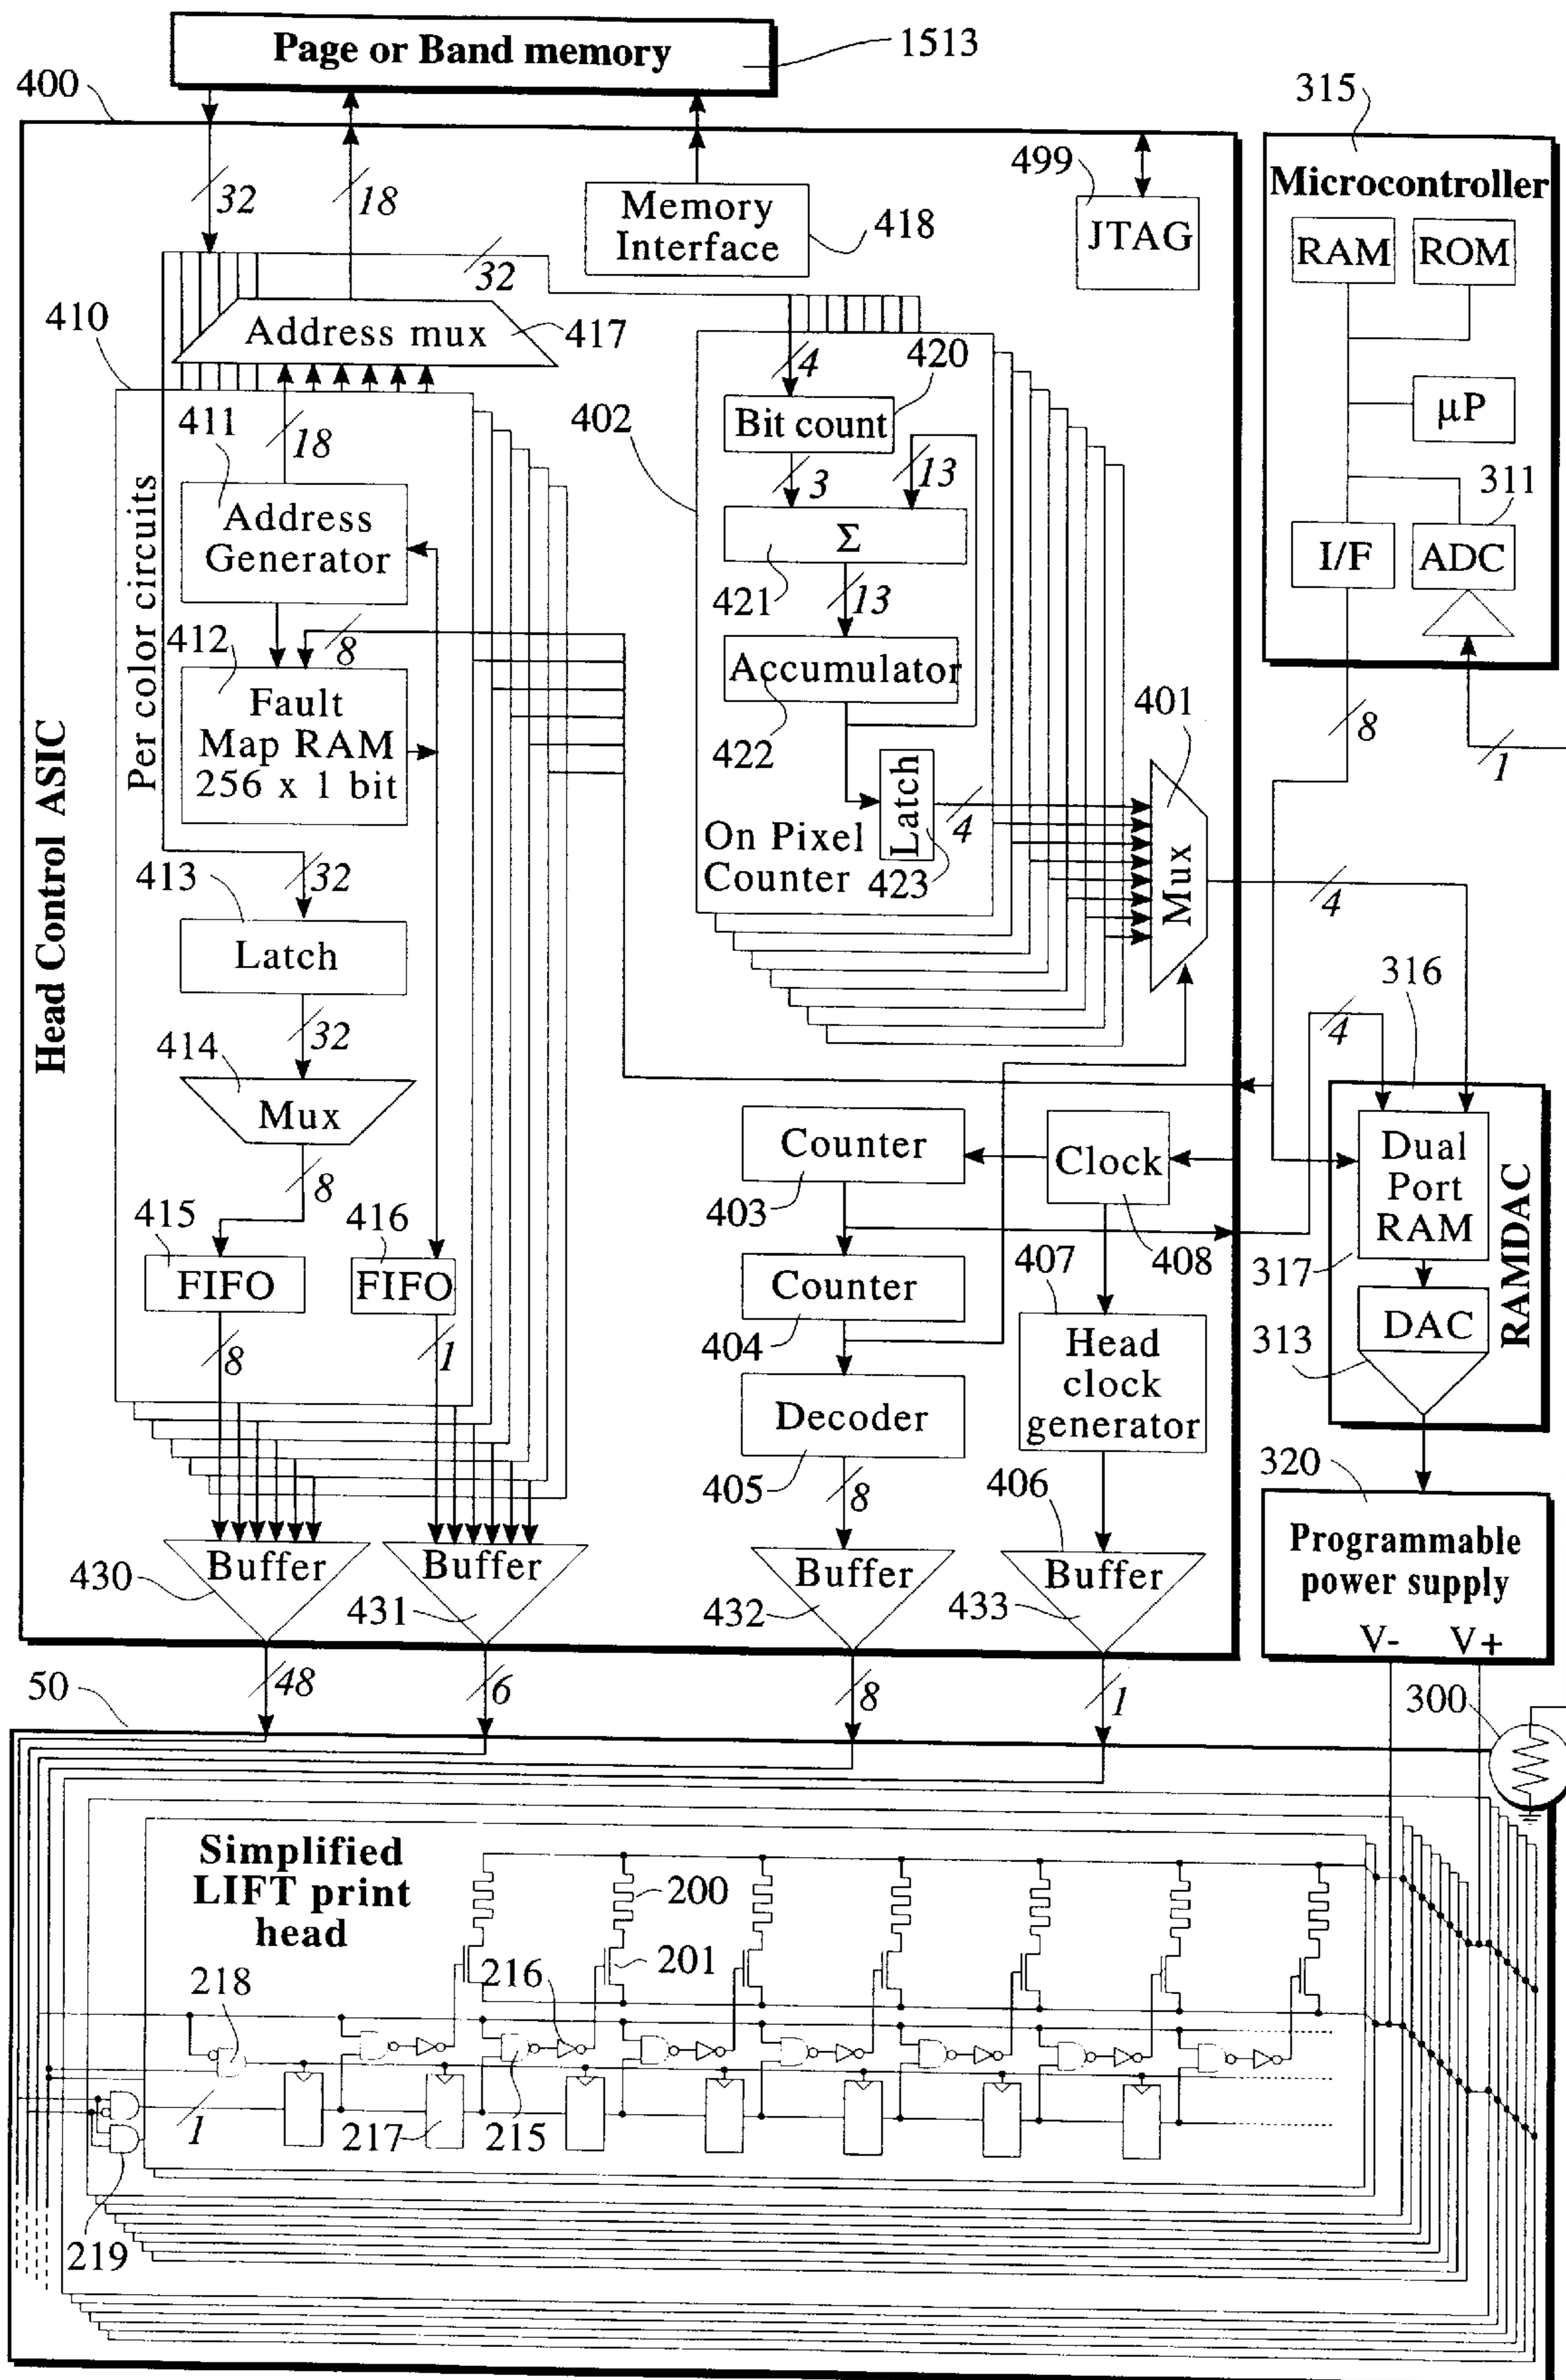 Page or Band memory
1513
400
315
499
Microcontroller
32
18
Memory
Interface
418
JTAG
RAM
ROM
32
410
Address mux
417
420
4
µP
411
18
402
Bit count
3
13
311
Address
Generator
Σ
I/F
ADC
421
13
Per color circuits
412
8
Accumulator
Fault
Map RAM
256 x 1 bit
422
401
8
1
Head Control ASIC
Latch
4
On Pixel
Counter
423
Mux
413
32
4
Latch
316
32
4
414
Mux
Counter
Clock
Dual
Port
RAM
RAMDAC
8
403
415
416
408
317
FIFO
FIFO
Counter
407
DAC
404
313
8
1
Head
clock
generator
Decoder
320
405
8
406
Programmable
power supply
Buffer
Buffer
Buffer
Buffer
430
431
432
433
V-
V+
50
48
6
8
1
300
Simplified
LIFT print
head
200
201
216
218
1
217
215
219